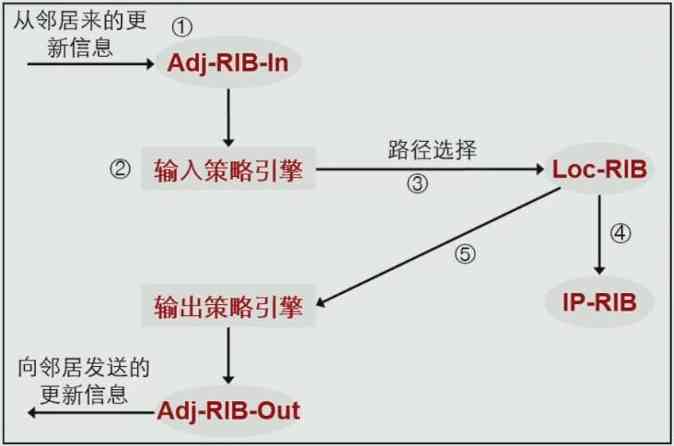 从邻居来的更
新信息
①
Adj-RIB-In
②
输入策略引擎
路径选择
③
Loc-RIB
④
⑤
IP-RIB
输出策略引擎
向邻居发送的
更新信息
Adj-RIB-Out